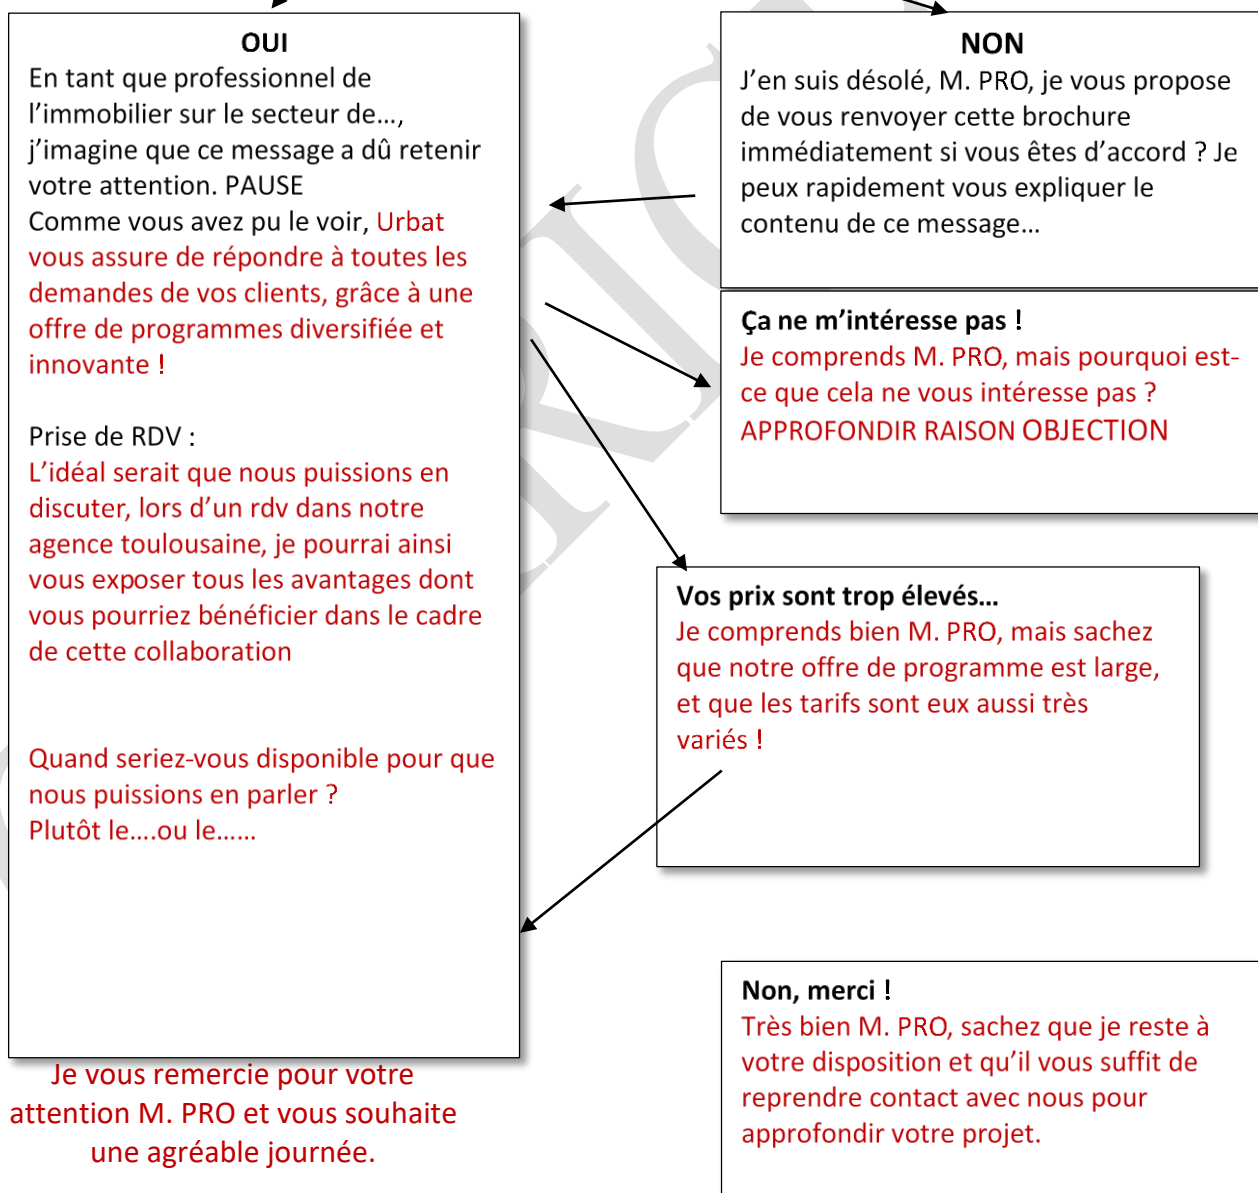 OUI
En tant que professionnel de
l’immobilier sur le secteur de…,
j’imagine que ce message a dû retenir
votre attention. PAUSE
Comme vous avez pu le voir, Urbat
vous assure de répondre à toutes les
demandes de vos clients, grâce à une
offre de programmes diversifiée et
innovante !
Prise de RDV :
L’idéal serait que nous puissions en
discuter, lors d’un rdv dans notre
agence toulousaine, je pourrai ainsi
vous exposer tous les avantages dont
vous pourriez bénéficier dans le cadre
de cette collaboration
Quand seriez-vous disponible pour que
nous puissions en parler ?
Plutôt le….ou le……
Je vous remercie pour votre
attention M. PRO et vous souhaite
une agréable journée.
NON
J’en suis désolé, M. PRO, je vous propose
de vous renvoyer cette brochure
immédiatement si vous êtes d’accord ? Je
peux rapidement vous expliquer le
contenu de ce message…
Ça ne m’intéresse pas !
Je comprends M. PRO, mais pourquoi est-
ce que cela ne vous intéresse pas ?
APPROFONDIR RAISON OBJECTION
Vos prix sont trop élevés…
Je comprends bien M. PRO, mais sachez
que notre offre de programme est large,
et que les tarifs sont eux aussi très
variés !
Non, merci !
Très bien M. PRO, sachez que je reste à
votre disposition et qu’il vous suffit de
reprendre contact avec nous pour
approfondir votre projet.